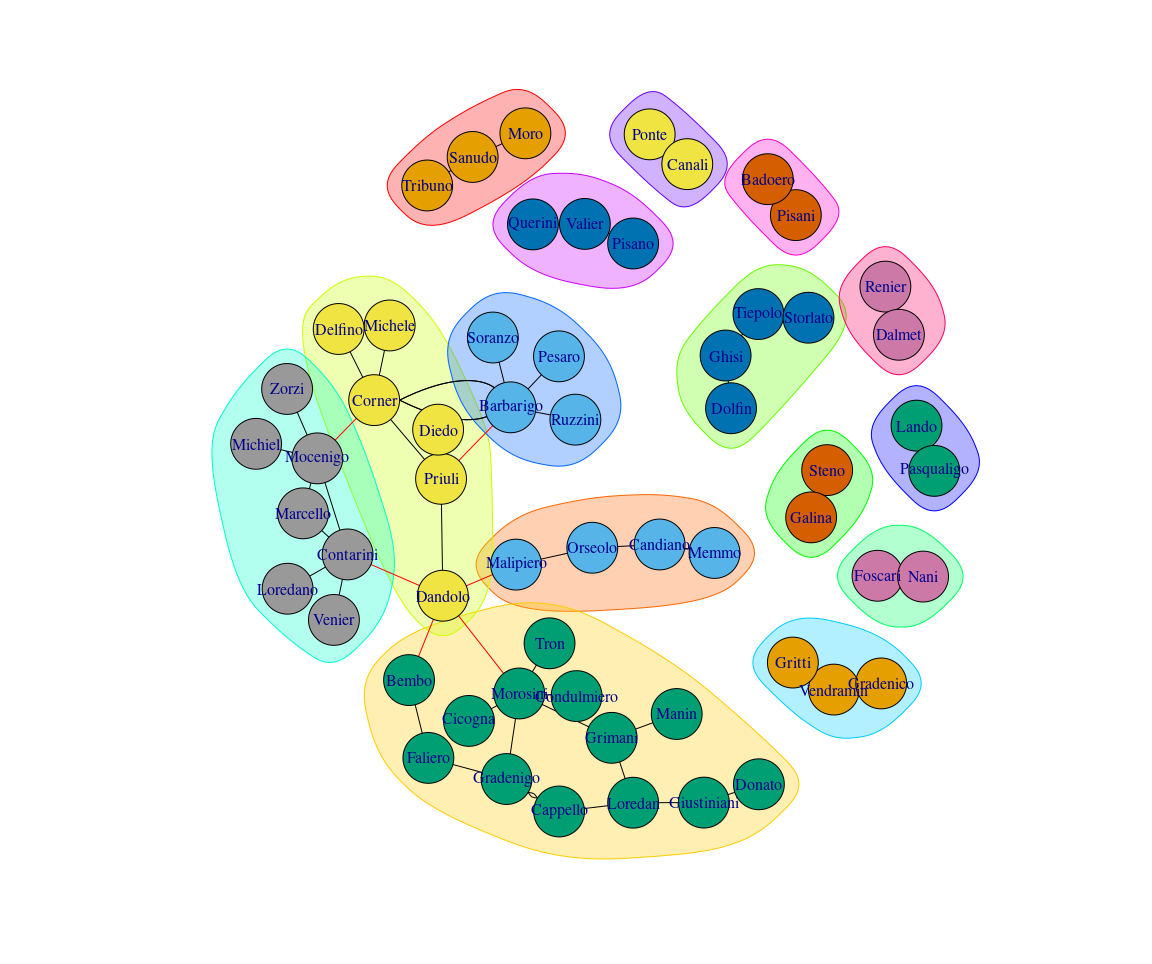 Moro
Ponte
Sanudo
Canali
Tribuno
Badoero
Pisani
Querini
Valier
Pisano
Renier
Tiepolo
Storlato
Delfino
Michele
Dalmet
Soranzo
Pesaro
Ghisi
Zorzi
Corner
Barbarigo
Dolfin
Ruzzini
Lando
Diedo
Michiel
Mocenigo
Pasqualigo
Steno
Priuli
Marcello
Galina
Candiano
Orseolo
Memmo
Contarini
Malipiero
Foscari
Nani
Loredano
Dandolo
Venier
Tron
Gritti
Bembo
Vendramin
Gradenico
Morosini
Condulmiero
Cicogna
Manin
Grimani
Faliero
Gradenigo
Donato
Cappello
Loredan
Giustiniani